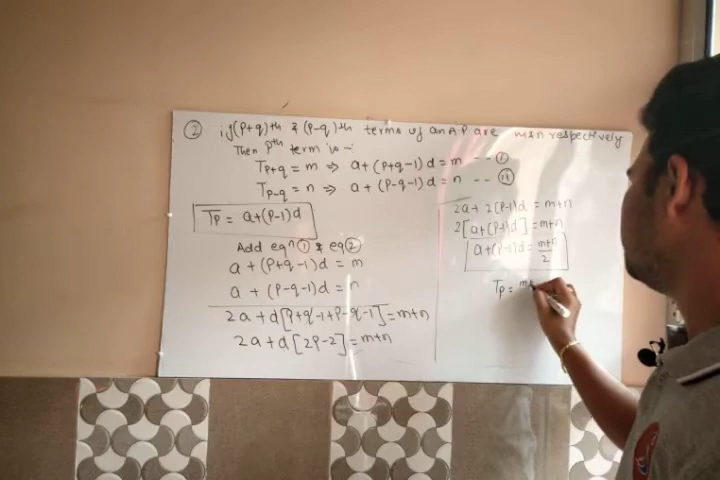 ② if (P+q)th & (P-q)th terms of an A.P are m & n respectively
Then Pth term is :-
Tp+q = m ⇒ a+(P+q-1)d = m -- ①
Tp-q = n ⇒ a + (P-q-1)d = n -- ⑪
Tp = a+(P-1)d
Add eqn ① & eq ②
a + (P+q-1)d = m
a + (P-q-1)d = n
2a + d[P+q-1+P-q-1] = m+n
2a + d[2P-2] = m+n
2a + 2(P-1)d = m+n
2[a+(P-1)d] = m+n
a+(P-1)d = m+n/2
Tp = m+